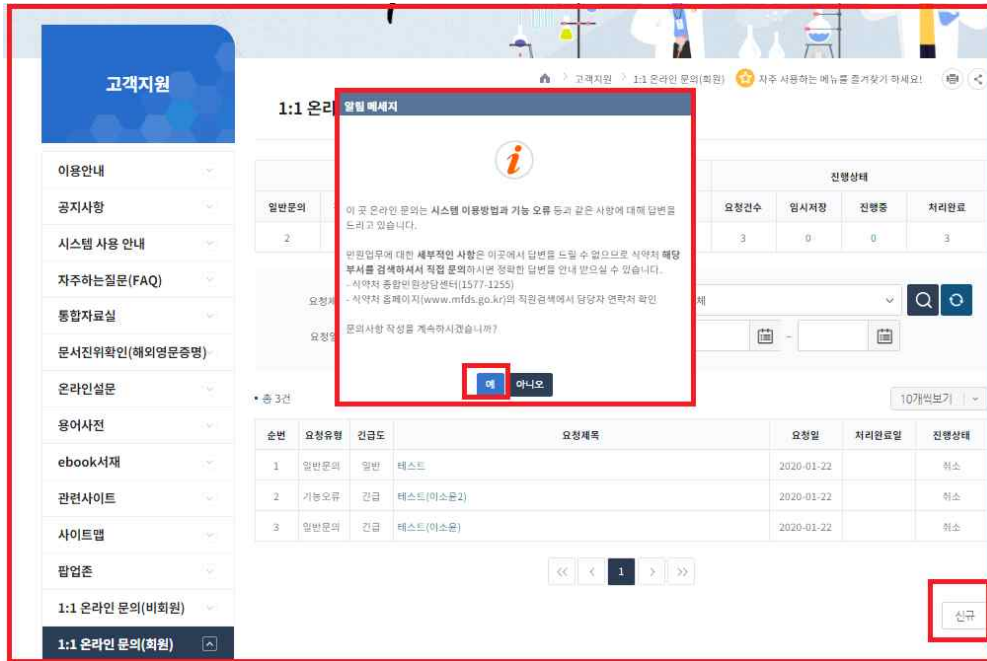 고객지원
고객지원 > 1:1 온라인 문의(회원) 자주 사용하는 메뉴를 즐겨찾기 하세요!
1:1 온라
이용안내
공지사항
시스템 사용 안내
자주하는질문(FAQ)
통합자료실
문서진위확인(해외영문증명)
온라인설문
용어사전
ebook서재
관련사이트
사이트맵
팝업존
1:1 온라인 문의(비회원)
1:1 온라인 문의(회원)
알림 메세지
이 곳 온라인 문의는 시스템 이용방법과 기능 오류 등과 같은 사항에 대해 답변을
드리고 있습니다.
민원업무에 대한 세부적인 사항은 이곳에서 답변을 드릴 수 없으므로 식약처 해당
부서를 검색하셔서 직접 문의하시면 정확한 답변을 안내 받으실 수 있습니다.
- 식약처 종합민원상담센터(1577-1255)
- 식약처 홈페이지(www.mfds.go.kr)의 직원검색에서 담당자 연락처 확인
문의사항 작성을 계속하시겠습니까?
예 아니오
진행상태
일반문의 요청건수 임시저장 진행중 처리완료
2 3 0 0 3
요청제 체
요청일 -
• 총 3건 10개씩보기
순번 요청유형 긴급도 요청제목 요청일 처리완료일 진행상태
1 일반문의 일반 테스트 2020-01-22 취소
2 기능오류 긴급 테스트(이소윤2) 2020-01-22 취소
3 일반문의 긴급 테스트(이소윤) 2020-01-22 취소
<< < 1 > >>
신규